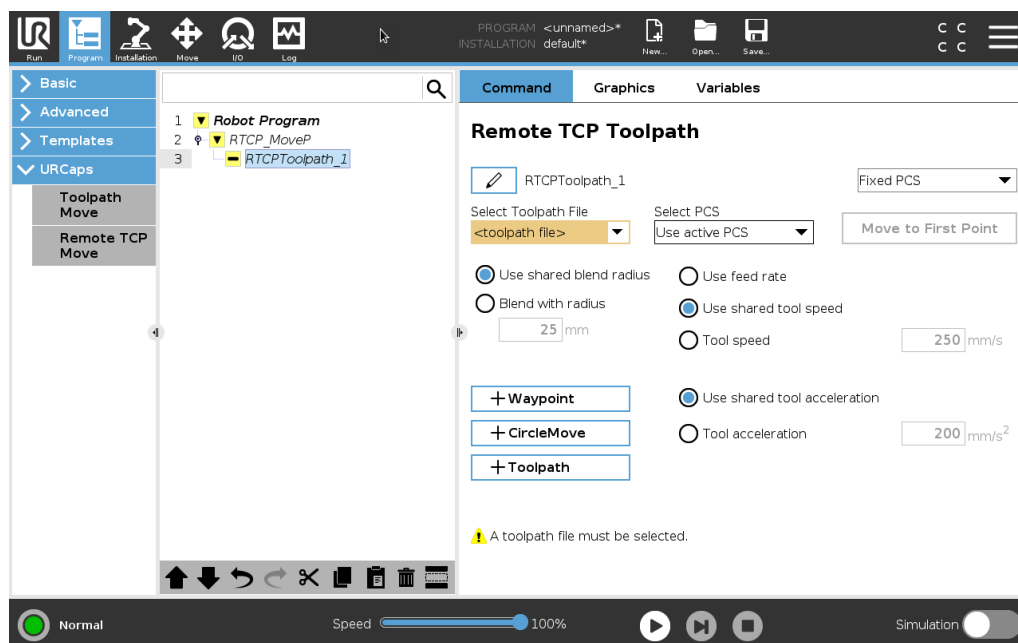 PROGRAM <unnamed>*
INSTALLATION default*
UR
Run
Program
Installation
Move
I/O
Log
New...
Open...
Save...
C C
C C
Basic
Advanced
Templates
URCaps
Toolpath
Move
Remote TCP
Move
1 Robot Program
2 RTCP_MoveP
3 RTCPToolpath_1
Command Graphics Variables
Remote TCP Toolpath
RTCPToolpath_1
Fixed PCS
Select Toolpath File
Select PCS
<toolpath file>
Use active PCS
Move to First Point
Use shared blend radius
Use feed rate
Blend with radius
Use shared tool speed
25 mm
Tool speed
250 mm/s
+ Waypoint
Use shared tool acceleration
+ CircleMove
Tool acceleration
200 mm/s²
+ Toolpath
A toolpath file must be selected.
Normal
Speed
100%
Simulation